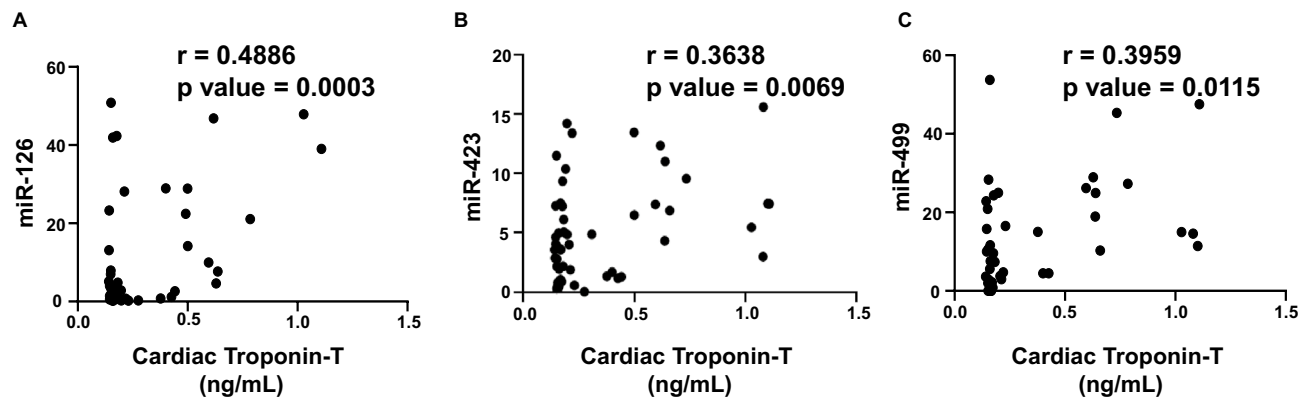 A
r = 0.4886
p value = 0.0003
miR-126
60
40
20
0
0.0
0.5
1.0
1.5
Cardiac Troponin-T
(ng/mL)
B
r = 0.3638
p value = 0.0069
miR-423
20
15
10
5
0
0.0
0.5
1.0
1.5
Cardiac Troponin-T
(ng/mL)
C
r = 0.3959
p value = 0.0115
miR-499
60
40
20
0
0.0
0.5
1.0
1.5
Cardiac Troponin-T
(ng/mL)